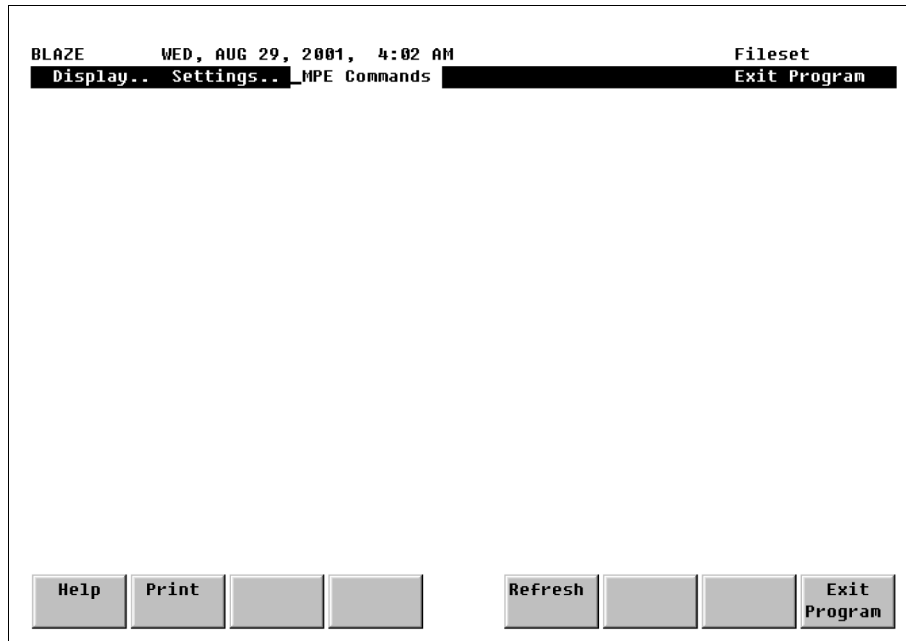 BLAZE WED, AUG 29, 2001, 4:02 AM Fileset
Display.. Settings.. _MPE Commands Exit Program
Help Print Refresh Exit Program